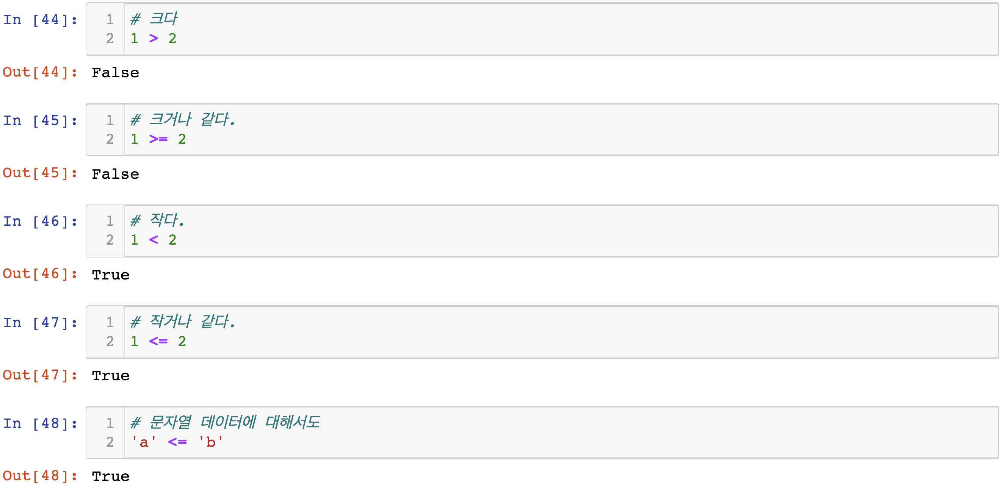 In [44]: 1 # 크다
2 1 > 2
Out[44]: False
In [45]: 1 # 크거나 같다.
2 1 >= 2
Out[45]: False
In [46]: 1 # 작다.
2 1 < 2
Out[46]: True
In [47]: 1 # 작거나 같다.
2 1 <= 2
Out[47]: True
In [48]: 1 # 문자열 데이터에 대해서도
2 'a' <= 'b'
Out[48]: True